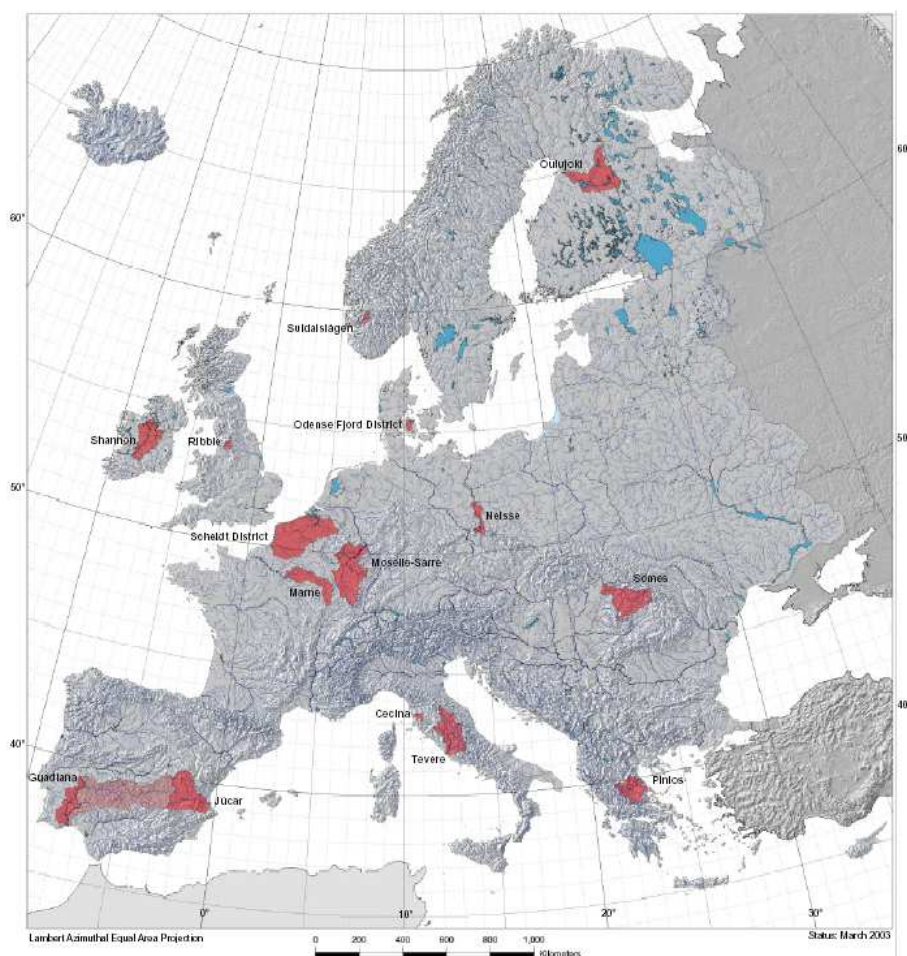 60°
Oulujoki
60°
Suldalslågen
Odense Fjord District
Shannon
Ribble
50°
50°
Neisse
Scheldt District
Moselle-Sarre
Somes
Marne
40°
Cecina
40°
Tevere
Guadiana
Pinios
Júcar
0°
10°
20°
30°
Lambert Azimuthal Equal Area Projection
Status: March 2003
0 200 400 600 800 1,000
Kilometers